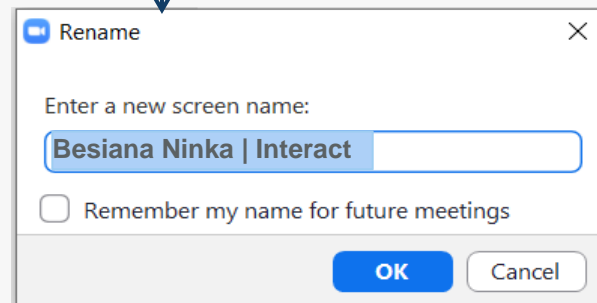 Rename
Enter a new screen name:
Besiana Ninka | Interact
Remember my name for future meetings
OK Cancel